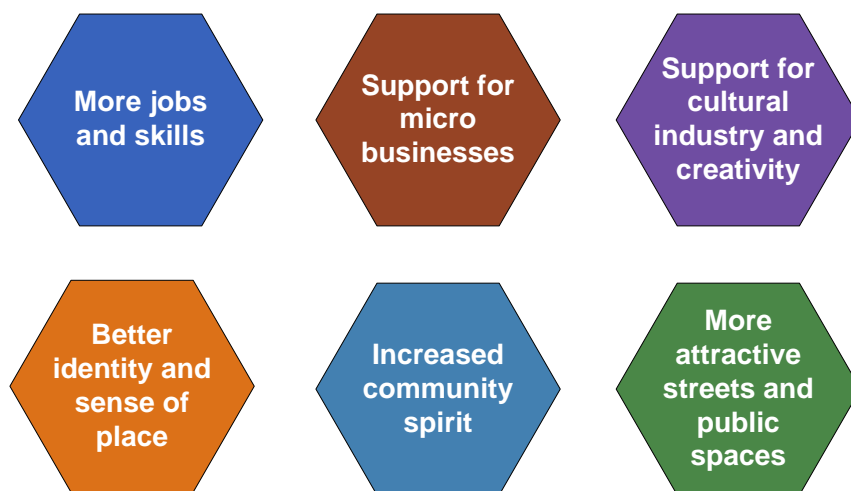 More jobs
and skills
Support for
micro
businesses
Support for
cultural
industry and
creativity
Better
identity and
sense of
place
Increased
community
spirit
More
attractive
streets and
public
spaces